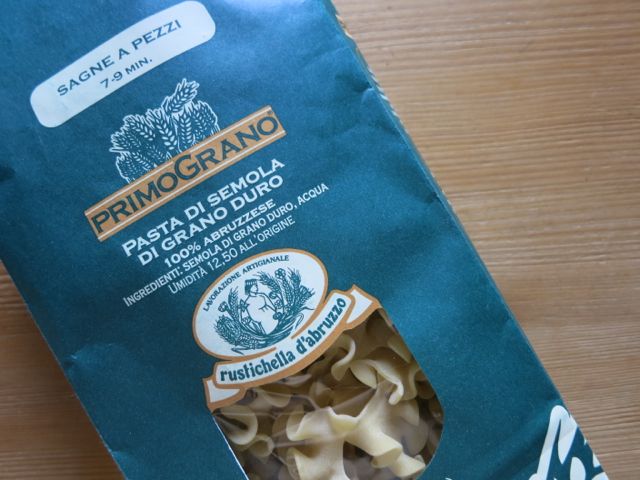 SAGNE A PEZZI
7-9 MIN.
PRIMOGRANO
PASTA DI SEMOLA
DI GRANO DURO
100% ABRUZZESE
INGREDIENTI: SEMOLA DI GRANO DURO, ACQUA
UMIDITÀ 12,50 ALL'ORIGINE
LAVORAZIONE ARTIGIANALE
rustichella d'abruzzo